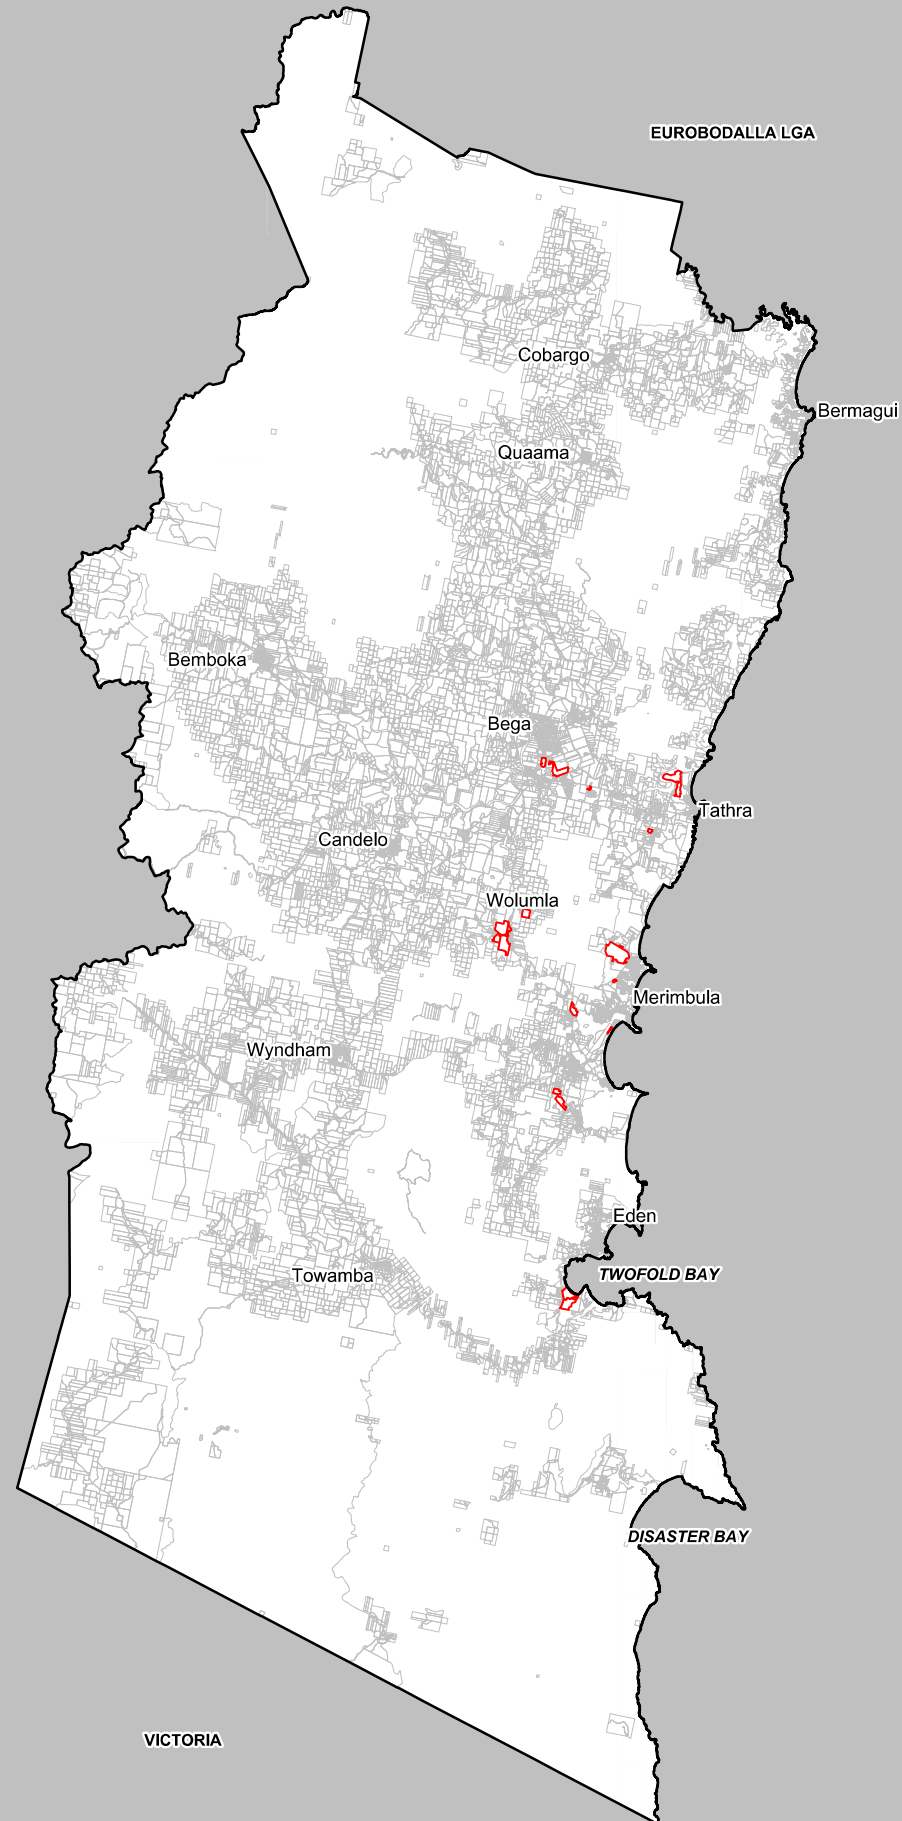 EUROBODALLA LGA
Cobargo
Bermagui
Quaama
Bemboka
Bega
Tathra
Candelo
Wolumla
Merimbula
Wyndham
Eden
TWOFOLD BAY
Towamba
DISASTER BAY
VICTORIA